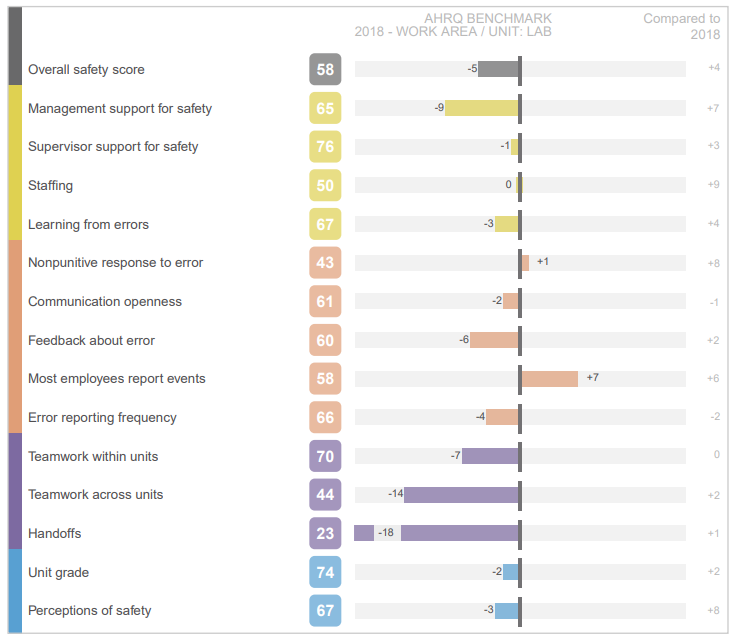 AHRQ BENCHMARK
2018 - WORK AREA / UNIT: LAB
Compared to
2018
Overall safety score 58 -5 +4
Management support for safety 65 -9 +7
Supervisor support for safety 76 -1 +3
Staffing 50 0 +9
Learning from errors 67 -3 +4
Nonpunitive response to error 43 +1 +8
Communication openness 61 -2 -1
Feedback about error 60 -6 +2
Most employees report events 58 +7 +6
Error reporting frequency 66 -4 -2
Teamwork within units 70 -7 0
Teamwork across units 44 -14 +2
Handoffs 23 -18 +1
Unit grade 74 -2 +2
Perceptions of safety 67 -3 +8